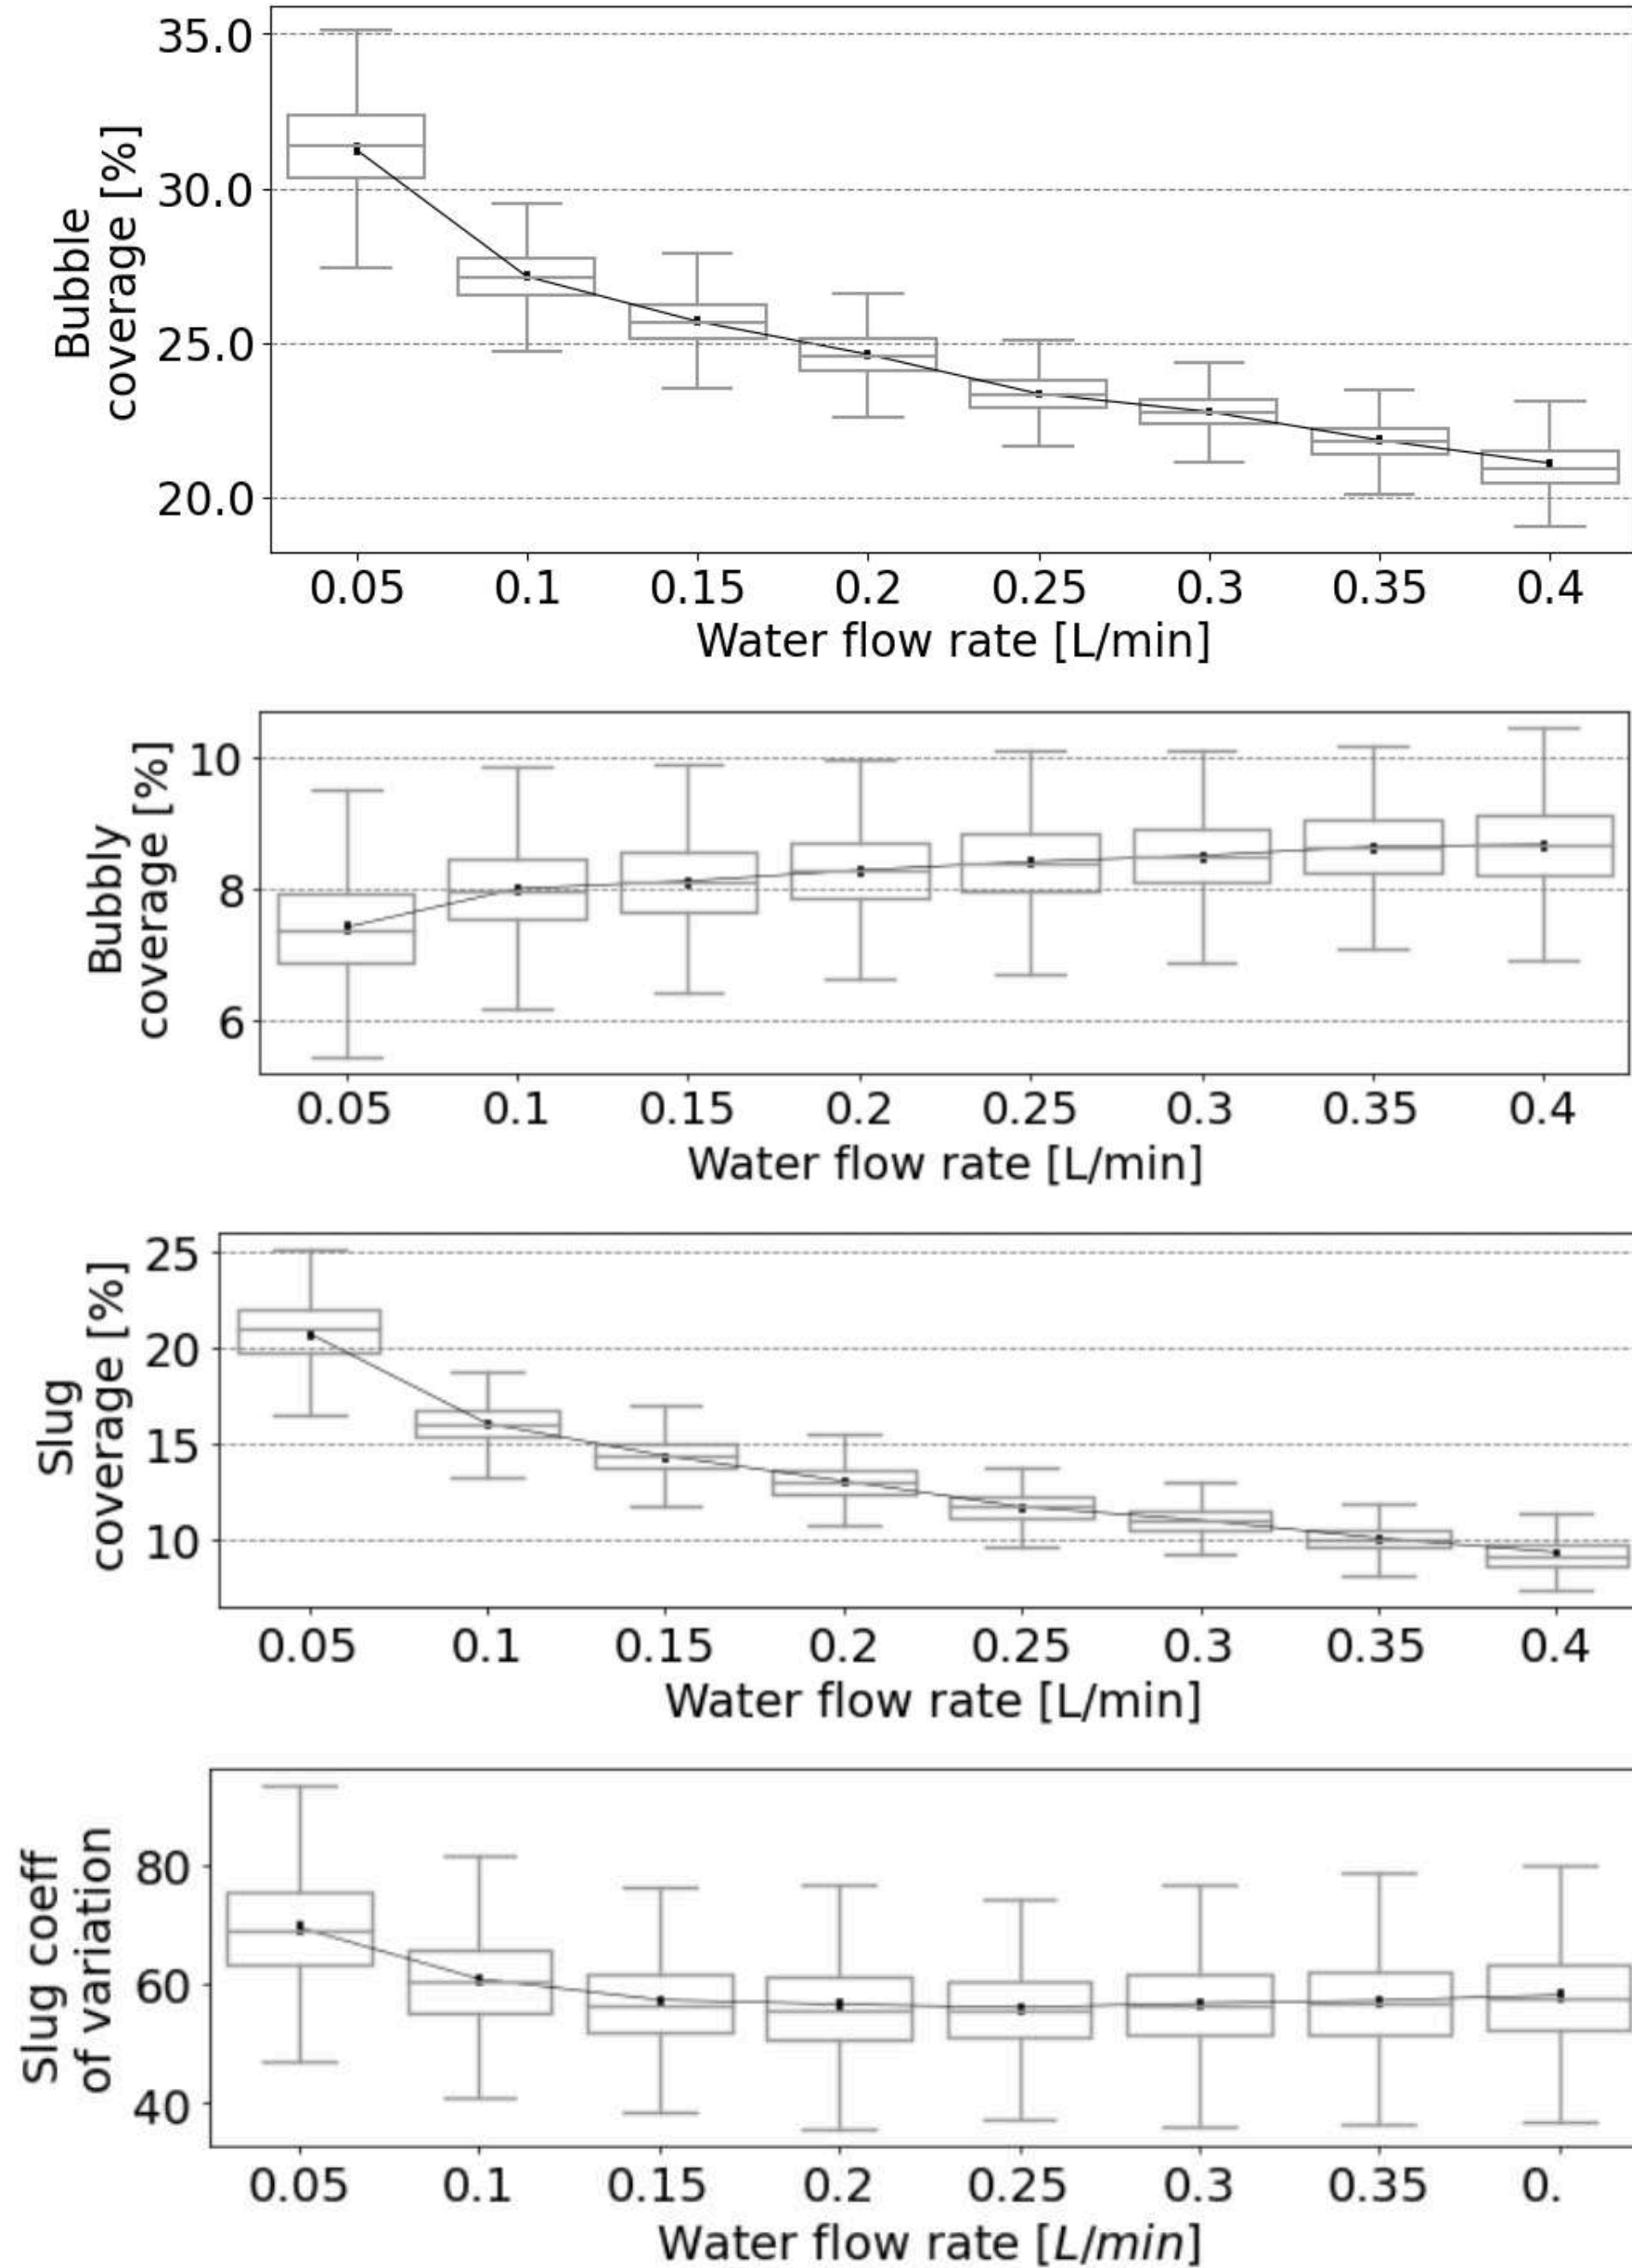 Bubble
coverage [%]
35.0
30.0
25.0
20.0
0.05 0.1 0.15 0.2 0.25 0.3 0.35 0.4
Water flow rate [L/min]
Bubbly
coverage [%]
10
8
6
0.05 0.1 0.15 0.2 0.25 0.3 0.35 0.4
Water flow rate [L/min]
Slug
coverage [%]
25
20
15
10
0.05 0.1 0.15 0.2 0.25 0.3 0.35 0.4
Water flow rate [L/min]
Slug coeff
of variation
80
60
40
0.05 0.1 0.15 0.2 0.25 0.3 0.35 0.
Water flow rate [L/min]